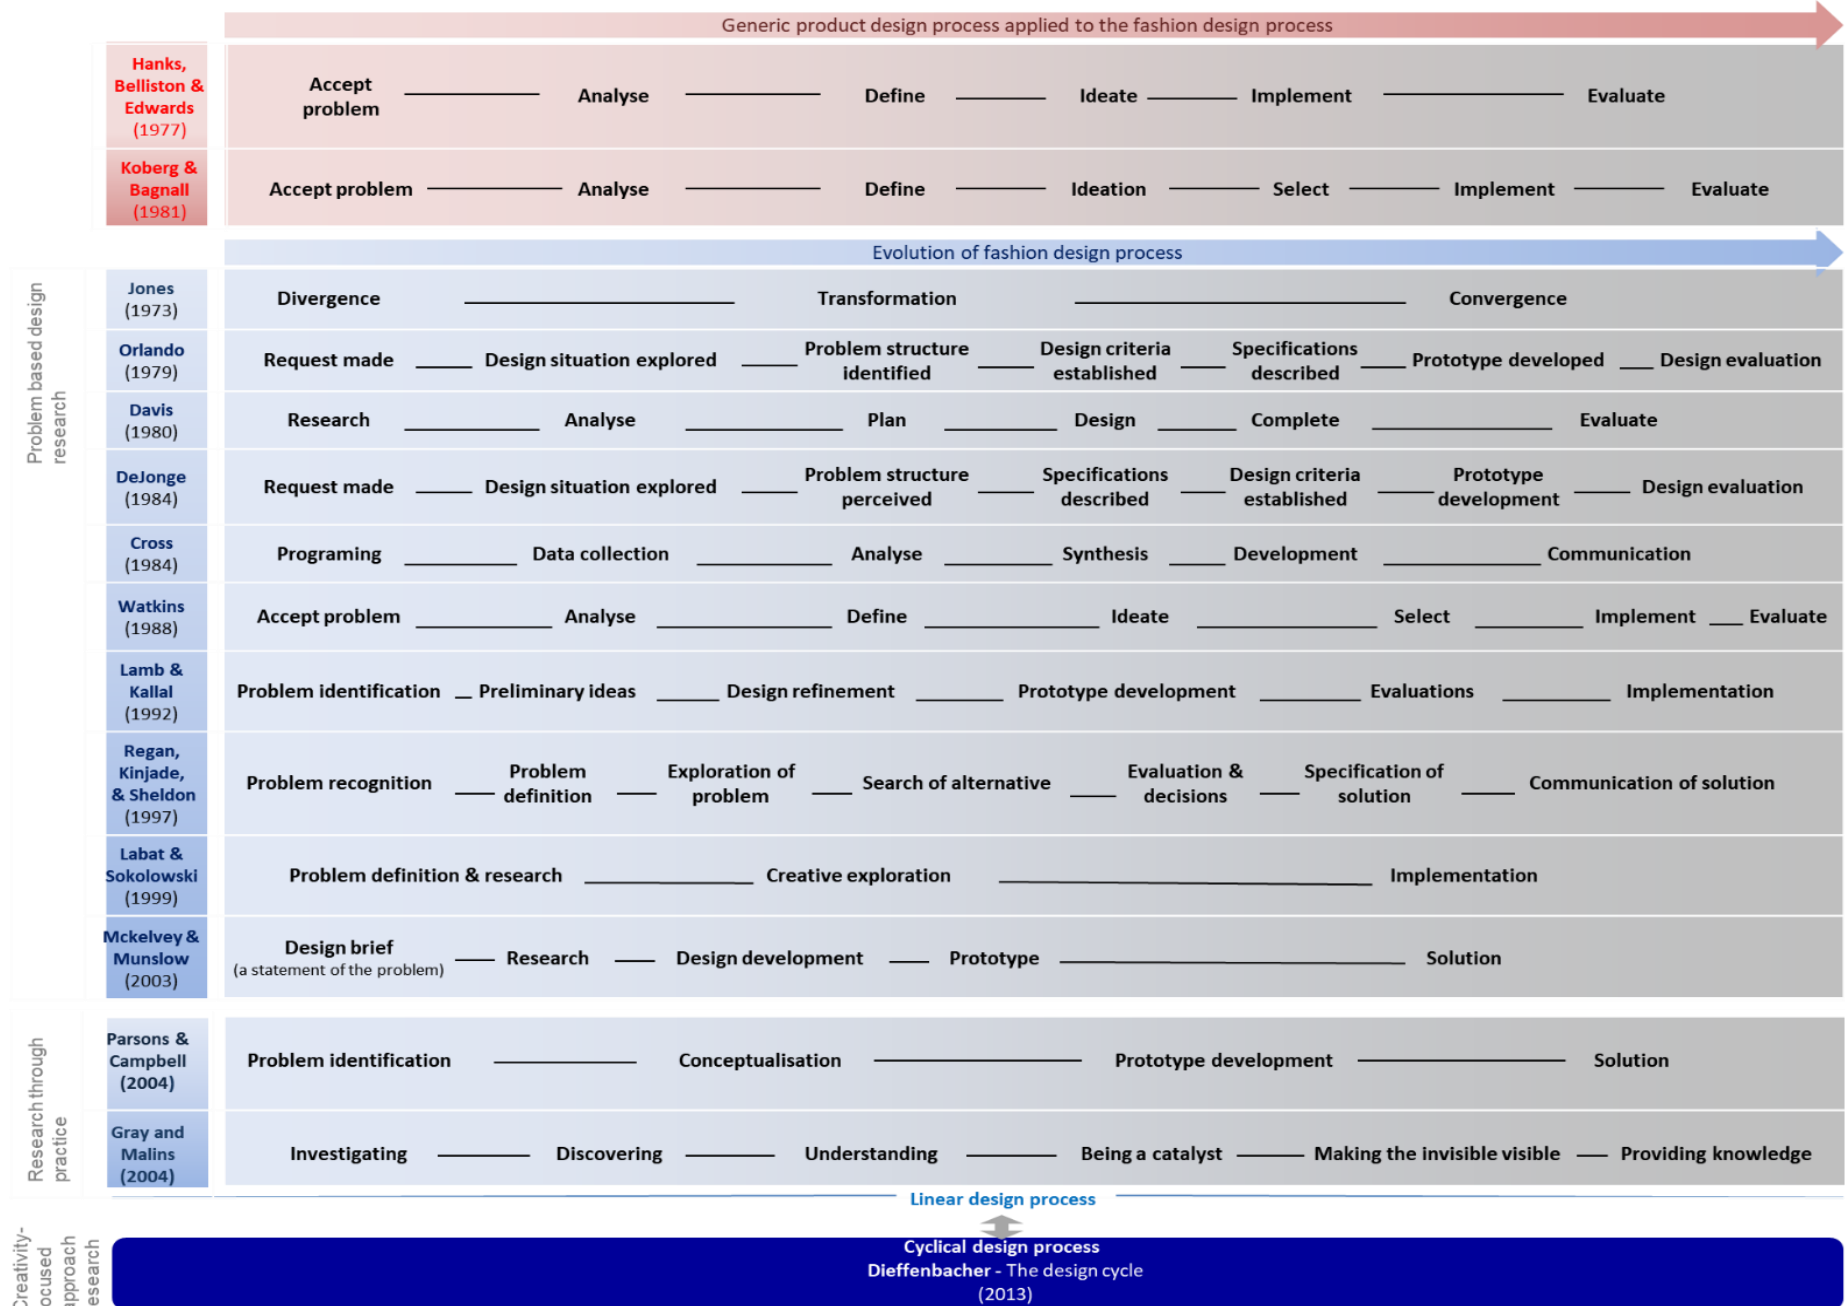 Generic product design process applied to the fashion design process
Hanks,
Belliston &
Edwards
(1977)
Accept
problem
Analyse
Define
Ideate
Implement
Evaluate
Koberg &
Bagnall
(1981)
Accept problem
Analyse
Define
Ideation
Select
Implement
Evaluate
Evolution of fashion design process
Problem based design
research
Jones
(1973)
Divergence
Transformation
Convergence
Orlando
(1979)
Request made
Design situation explored
Problem structure
identified
Design criteria
established
Specifications
described
Prototype developed
Design evaluation
Davis
(1980)
Research
Analyse
Plan
Design
Complete
Evaluate
DeJonge
(1984)
Request made
Design situation explored
Problem structure
perceived
Specifications
described
Design criteria
established
Prototype
development
Design evaluation
Cross
(1984)
Programing
Data collection
Analyse
Synthesis
Development
Communication
Watkins
(1988)
Accept problem
Analyse
Define
Ideate
Select
Implement
Evaluate
Lamb &
Kallal
(1992)
Problem identification
Preliminary ideas
Design refinement
Prototype development
Evaluations
Implementation
Regan,
Kinjade,
& Sheldon
(1997)
Problem recognition
Problem
definition
Exploration of
problem
Search of alternative
Evaluation &
decisions
Specification of
solution
Communication of solution
Labat &
Sokolowski
(1999)
Problem definition & research
Creative exploration
Implementation
Mckelvey &
Munslow
(2003)
Design brief
(a statement of the problem)
Research
Design development
Prototype
Solution
Research through
practice
Parsons &
Campbell
(2004)
Problem identification
Conceptualisation
Prototype development
Solution
Gray and
Malins
(2004)
Investigating
Discovering
Understanding
Being a catalyst
Making the invisible visible
Providing knowledge
Linear design process
Creativity-
focused
approach
research
Cyclical design process
Dieffenbacher - The design cycle
(2013)